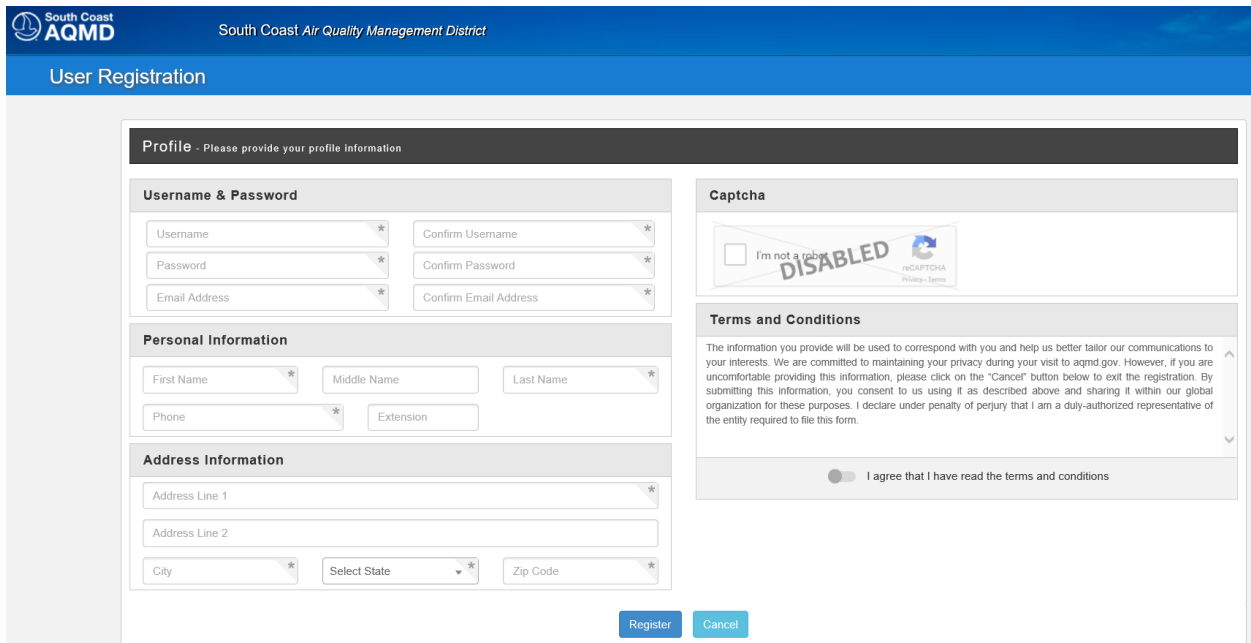 South Coast
AQMD
South Coast Air Quality Management District
User Registration
Profile - Please provide your profile information
Username & Password
Username * Confirm Username *
Password * Confirm Password *
Email Address * Confirm Email Address *
Personal Information
First Name * Middle Name Last Name *
Phone * Extension
Address Information
Address Line 1 *
Address Line 2
City * Select State * Zip Code *
Captcha
I'm not a robot
DISABLED
reCAPTCHA
Privacy - Terms
Terms and Conditions
The information you provide will be used to correspond with you and help us better tailor our communications to
your interests. We are committed to maintaining your privacy during your visit to aqmd.gov. However, if you are
uncomfortable providing this information, please click on the “Cancel” button below to exit the registration. By
submitting this information, you consent to us using it as described above and sharing it within our global
organization for these purposes. I declare under penalty of perjury that I am a duly-authorized representative of
the entity required to file this form.
I agree that I have read the terms and conditions
Register Cancel